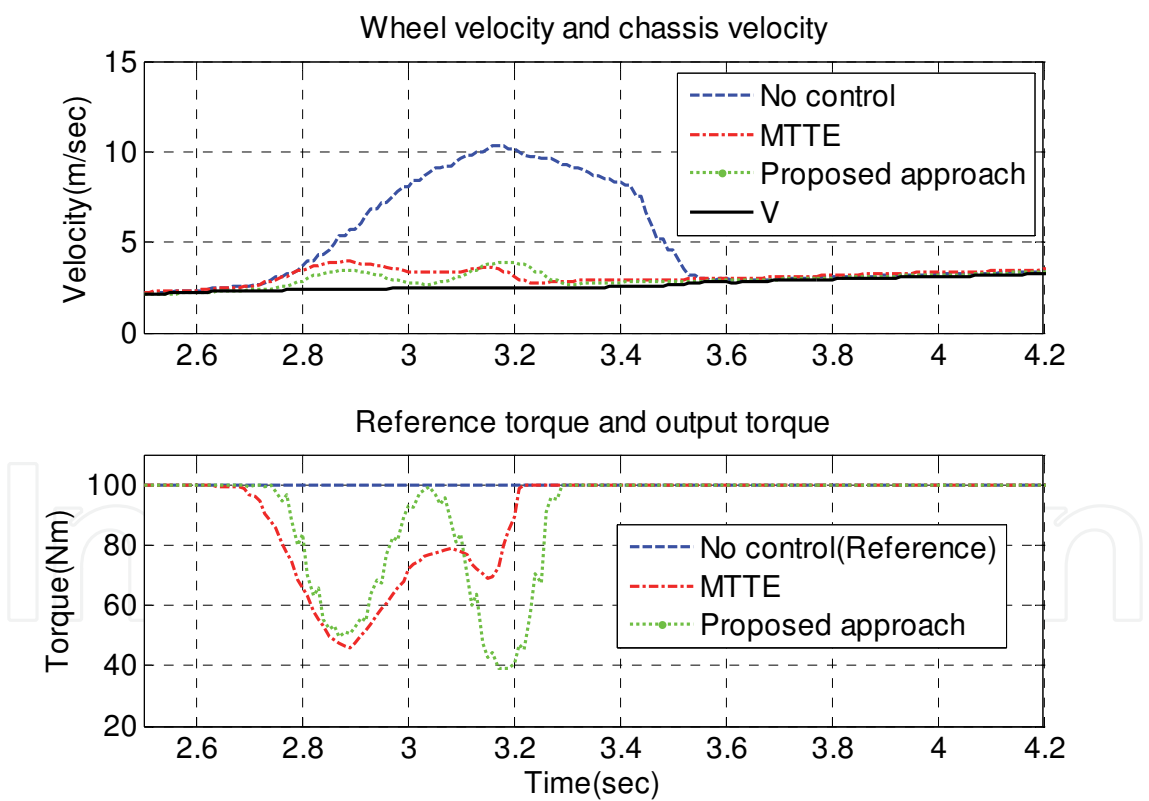 Wheel velocity and chassis velocity
Velocity(m/sec)
15
10
5
0
No control
MTTE
Proposed approach
V
2.6 2.8 3 3.2 3.4 3.6 3.8 4 4.2
Reference torque and output torque
Torque(Nm)
100
80
60
40
20
No control(Reference)
MTTE
Proposed approach
2.6 2.8 3 3.2 3.4 3.6 3.8 4 4.2
Time(sec)